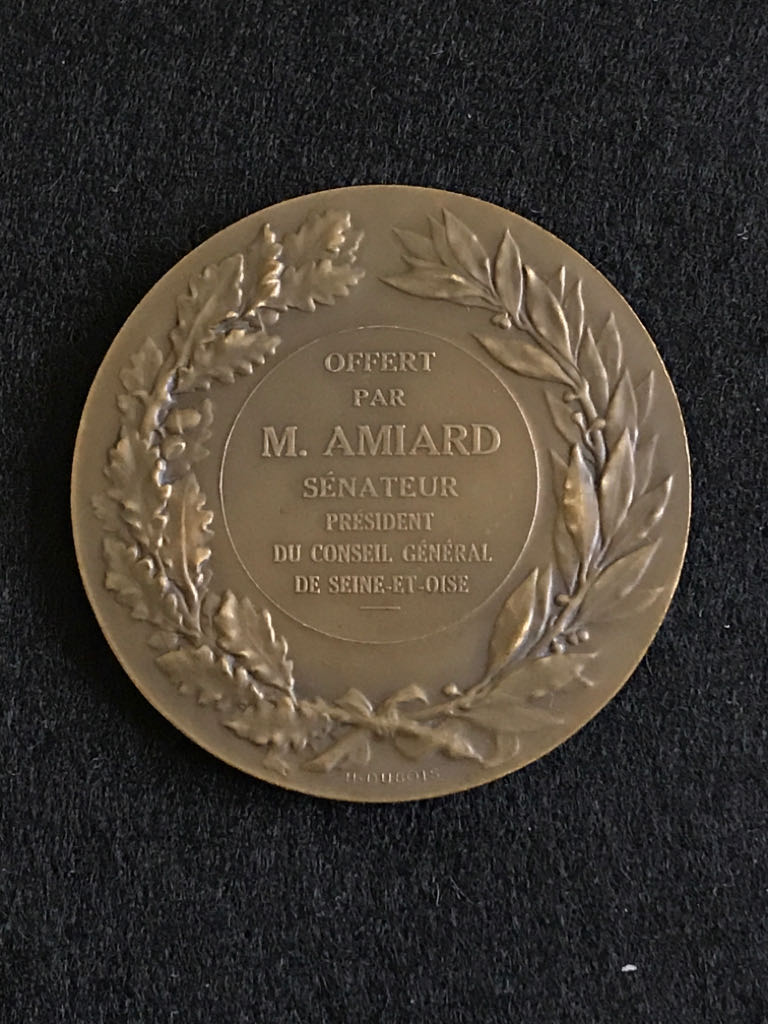 OFFERT
PAR
M. AMIARD
SÉNATEUR
PRÉSIDENT
DU CONSEIL GÉNÉRAL
DE SEINE-ET-OISE
H·DUBOIS